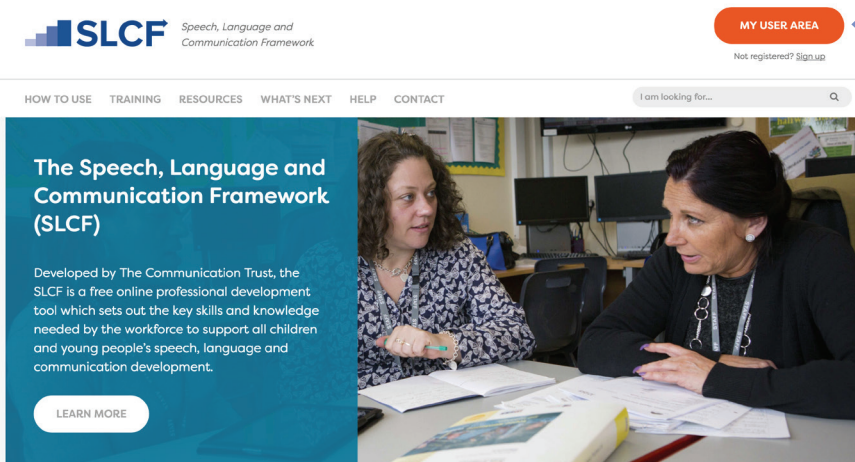 SLCF
Speech, Language and
Communication Framework
MY USER AREA
Not registered? Sign up
HOW TO USE TRAINING RESOURCES WHAT'S NEXT HELP CONTACT
I am looking for...
The Speech, Language and
Communication Framework
(SLCF)
Developed by The Communication Trust, the
SLCF is a free online professional development
tool which sets out the key skills and knowledge
needed by the workforce to support all children
and young people's speech, language and
communication development.
LEARN MORE